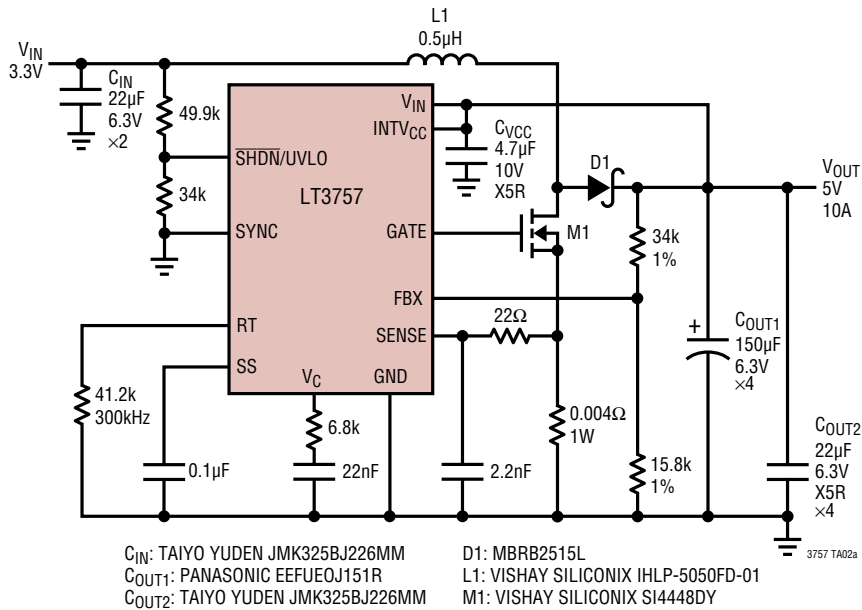 L1
0.5µH
VIN
3.3V
CIN
22µF
6.3V
×2
49.9k
34k
VIN
INTVCC
SHDN/UVLO
LT3757
SYNC
GATE
FBX
RT
SENSE
SS
VC
GND
CVCC
4.7µF
10V
X5R
D1
VOUT
5V
10A
M1
34k
1%
22Ω
COUT1
150µF
6.3V
×4
+
41.2k
300kHz
6.8k
0.004Ω
1W
0.1µF
22nF
2.2nF
15.8k
1%
COUT2
22µF
6.3V
X5R
×4
3757 TA02a
CIN: TAIYO YUDEN JMK325BJ226MM
COUT1: PANASONIC EEFUEOJ151R
COUT2: TAIYO YUDEN JMK325BJ226MM
D1: MBRB2515L
L1: VISHAY SILICONIX IHLP-5050FD-01
M1: VISHAY SILICONIX SI4448DY